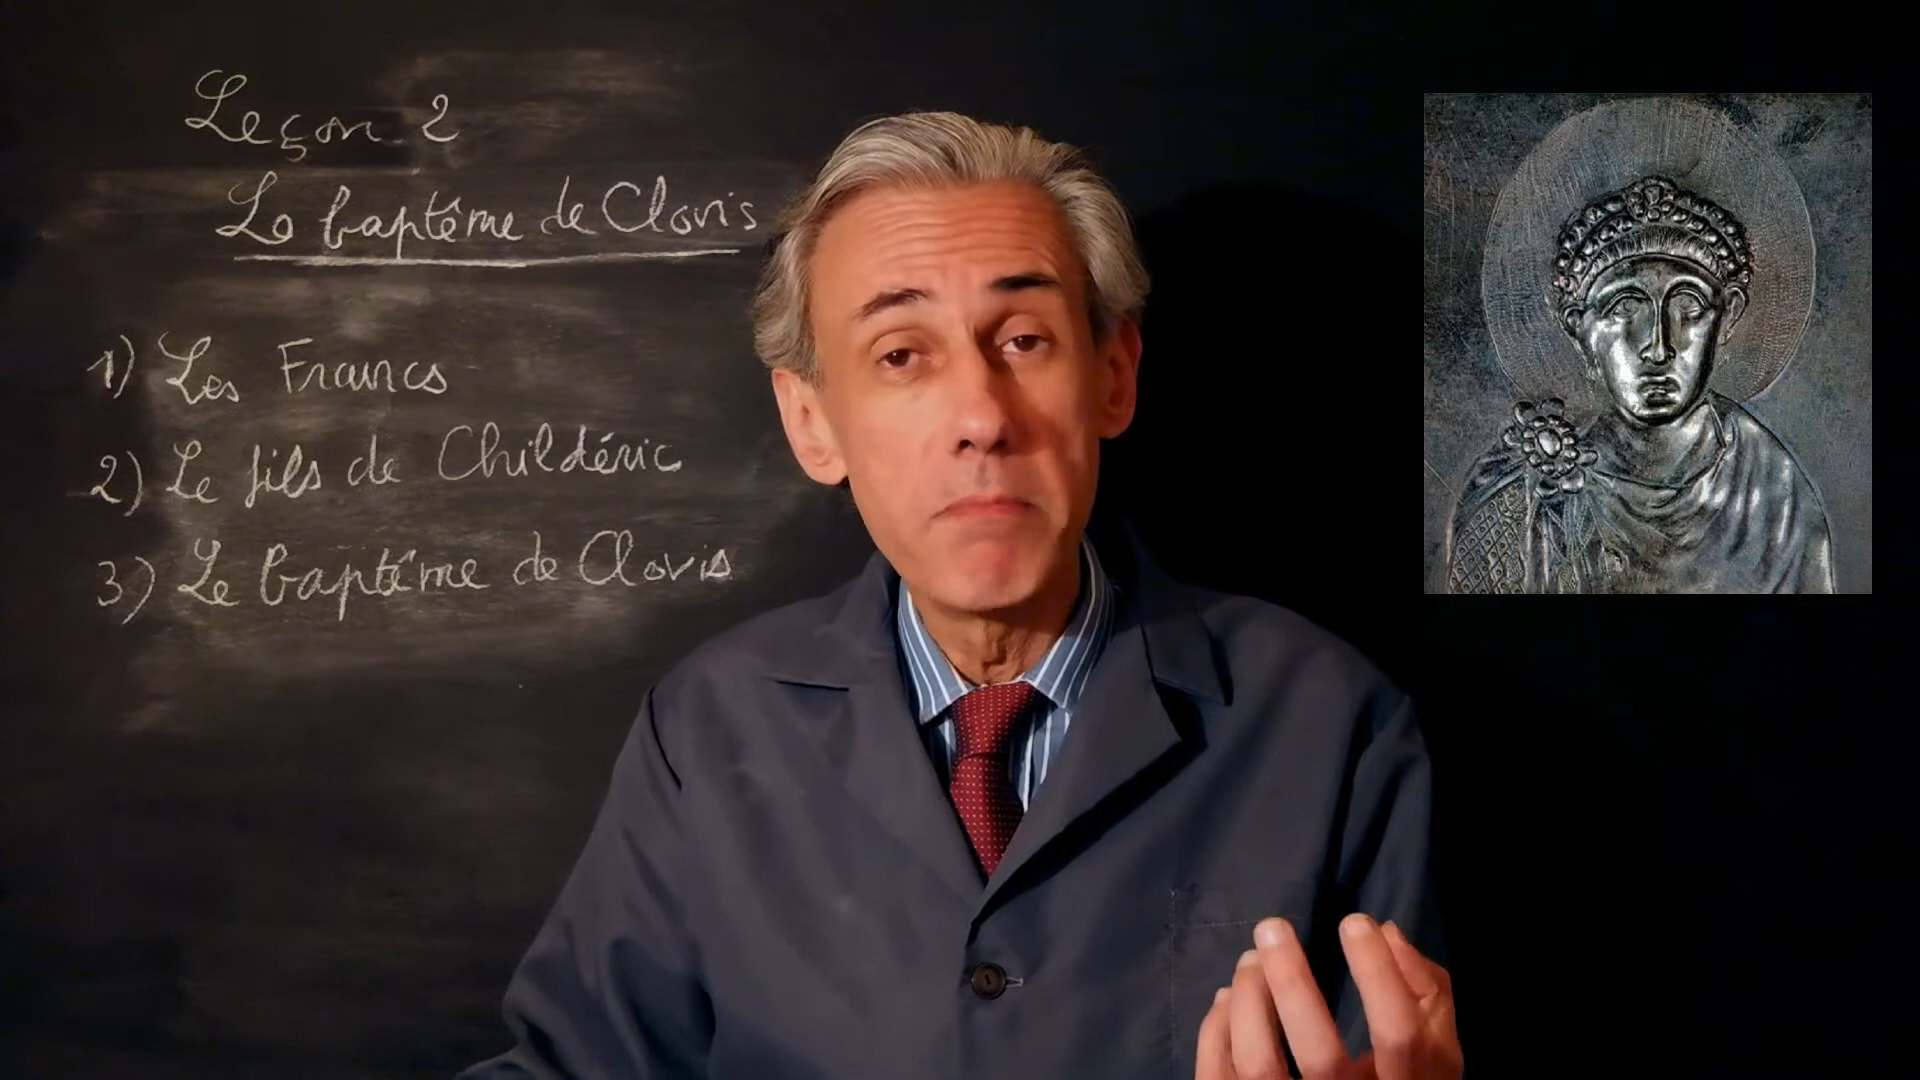 Leçon 2
Le baptême de Clovis
1) Les Francs
2) Le fils de Childéric
3) Le baptême de Clovis